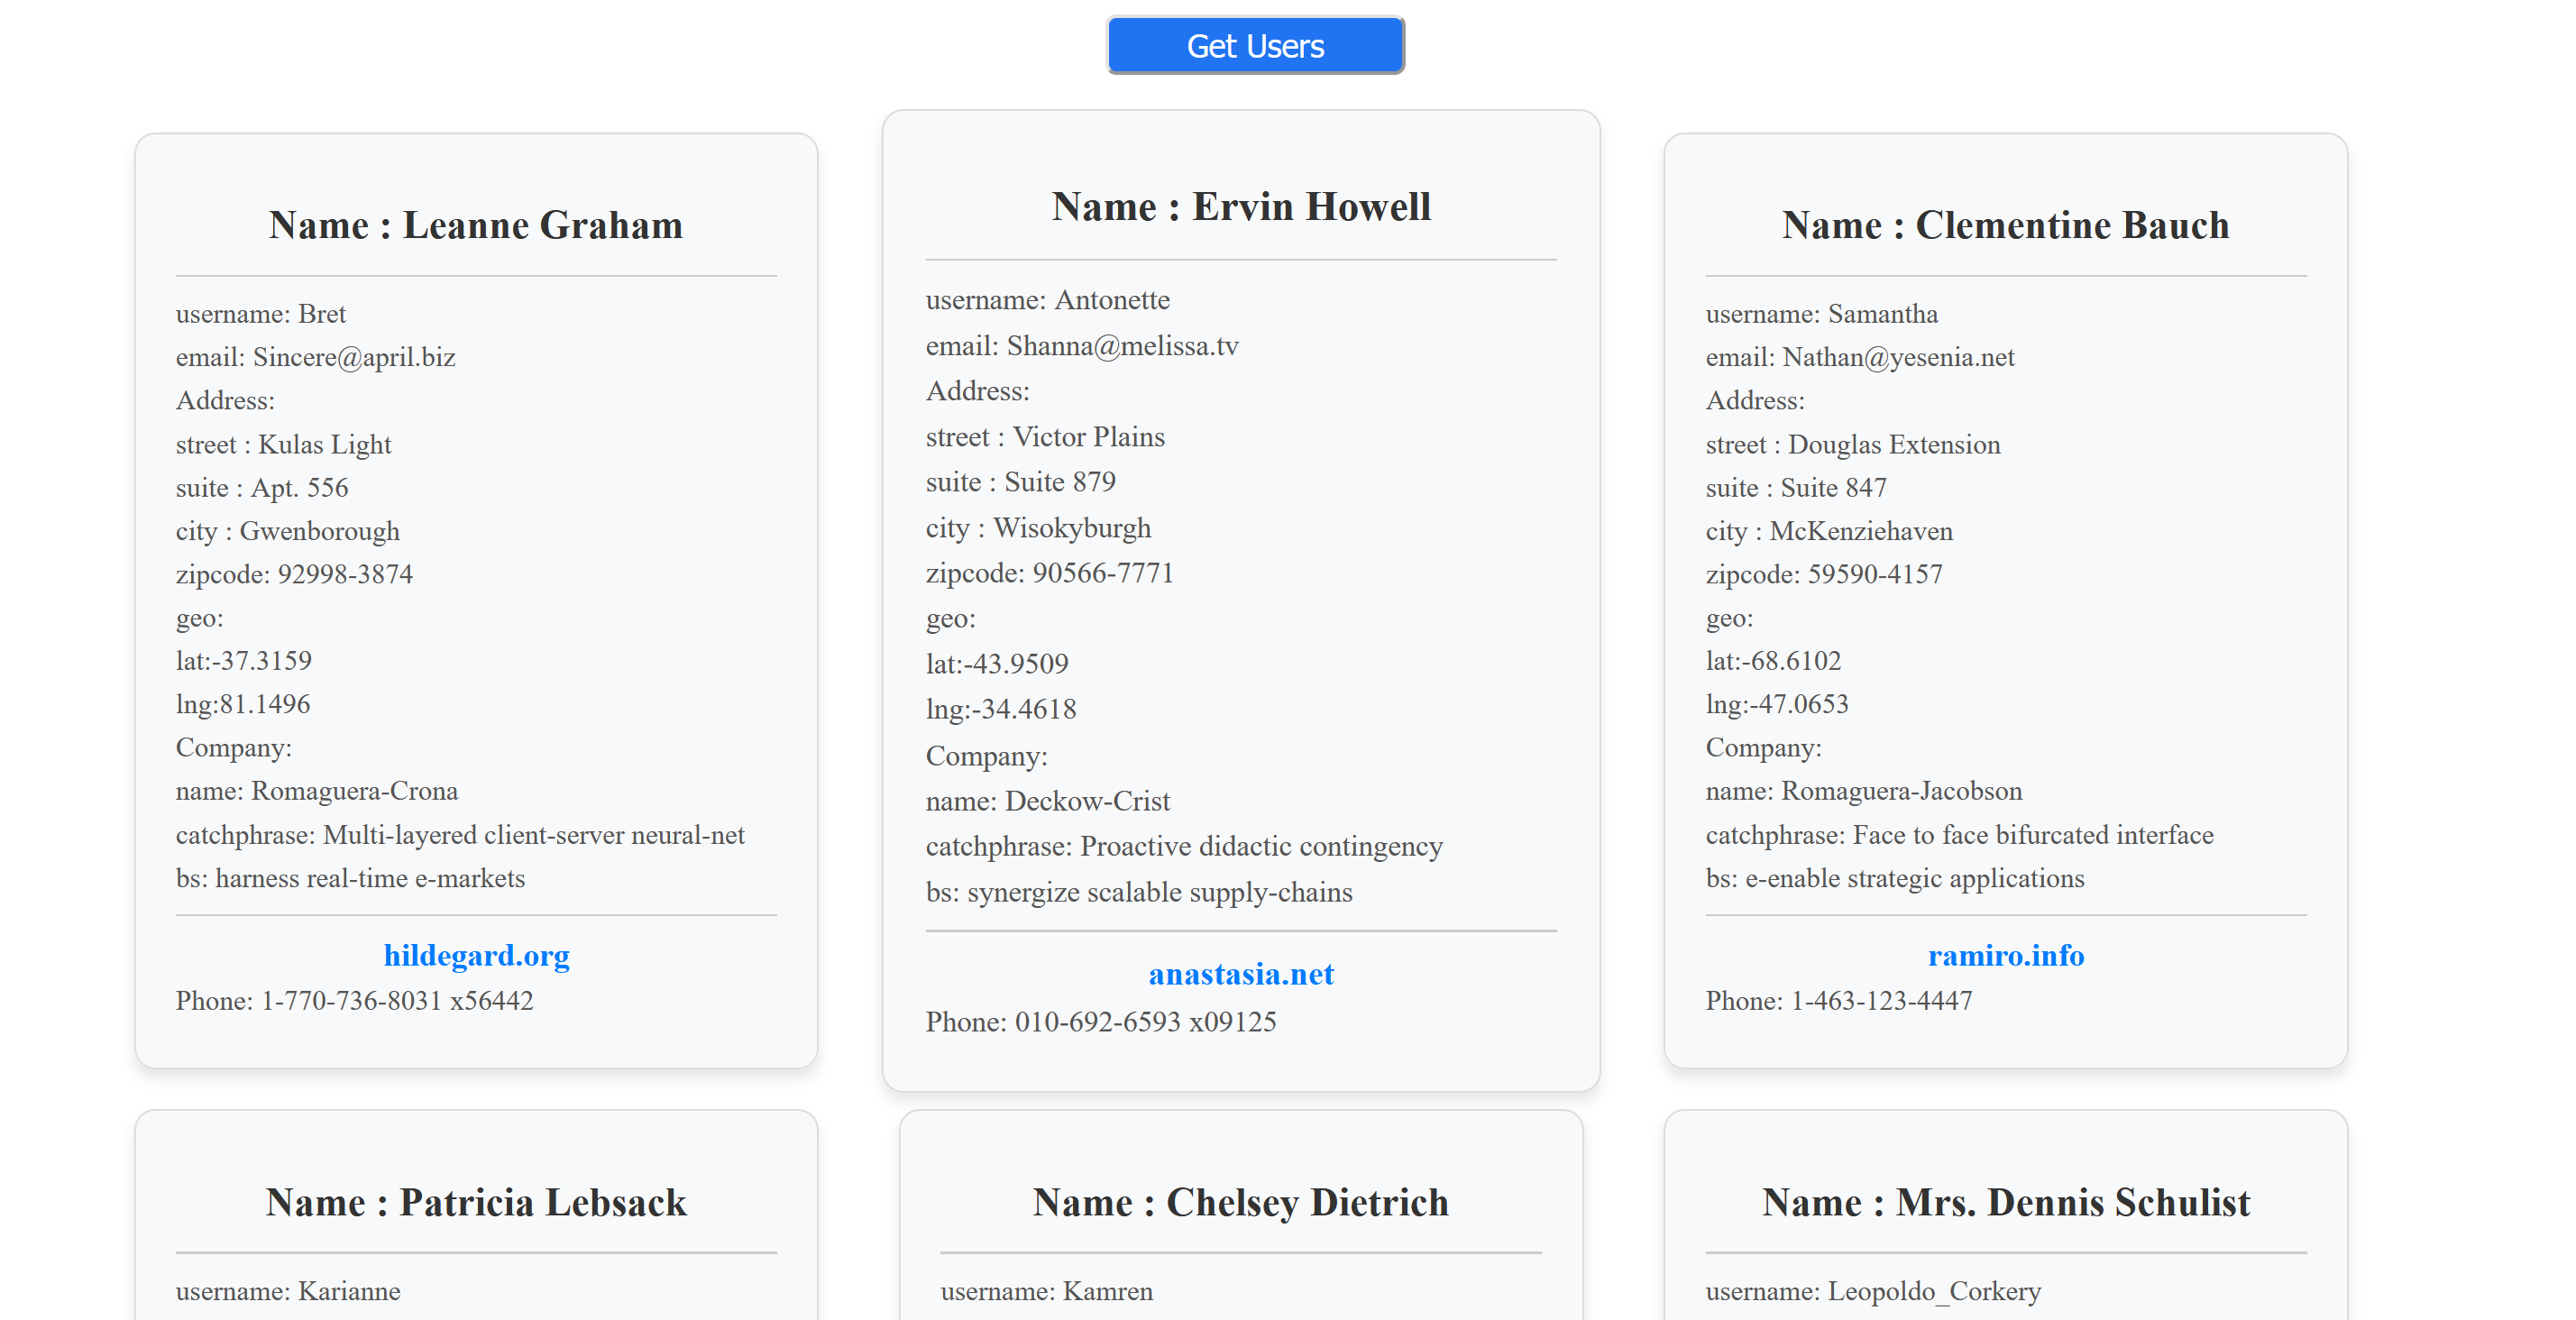 Get Users
Name : Leanne Graham
username: Bret
email: Sincere@april.biz
Address:
street : Kulas Light
suite : Apt. 556
city : Gwenborough
zipcode: 92998-3874
geo:
lat:-37.3159
lng:81.1496
Company:
name: Romaguera-Crona
catchphrase: Multi-layered client-server neural-net
bs: harness real-time e-markets
hildegard.org
Phone: 1-770-736-8031 x56442
Name : Ervin Howell
username: Antonette
email: Shanna@melissa.tv
Address:
street : Victor Plains
suite : Suite 879
city : Wisokyburgh
zipcode: 90566-7771
geo:
lat:-43.9509
lng:-34.4618
Company:
name: Deckow-Crist
catchphrase: Proactive didactic contingency
bs: synergize scalable supply-chains
anastasia.net
Phone: 010-692-6593 x09125
Name : Clementine Bauch
username: Samantha
email: Nathan@yesenia.net
Address:
street : Douglas Extension
suite : Suite 847
city : McKenziehaven
zipcode: 59590-4157
geo:
lat:-68.6102
lng:-47.0653
Company:
name: Romaguera-Jacobson
catchphrase: Face to face bifurcated interface
bs: e-enable strategic applications
ramiro.info
Phone: 1-463-123-4447
Name : Patricia Lebsack
username: Karianne
Name : Chelsey Dietrich
username: Kamren
Name : Mrs. Dennis Schulist
username: Leopoldo_Corkery